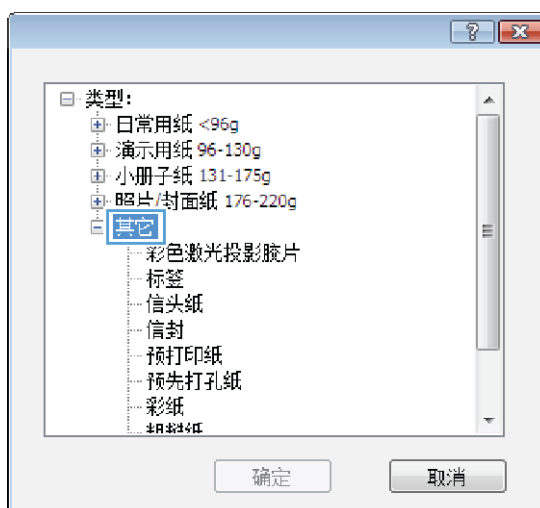 类型:
日常用纸 <96g
演示用纸 96-130g
小册子纸 131-175g
照片/封面纸 176-220g
其它
彩色激光投影胶片
标签
信头纸
信封
预打印纸
预先打孔纸
彩纸
粗糙纸
确定 取消